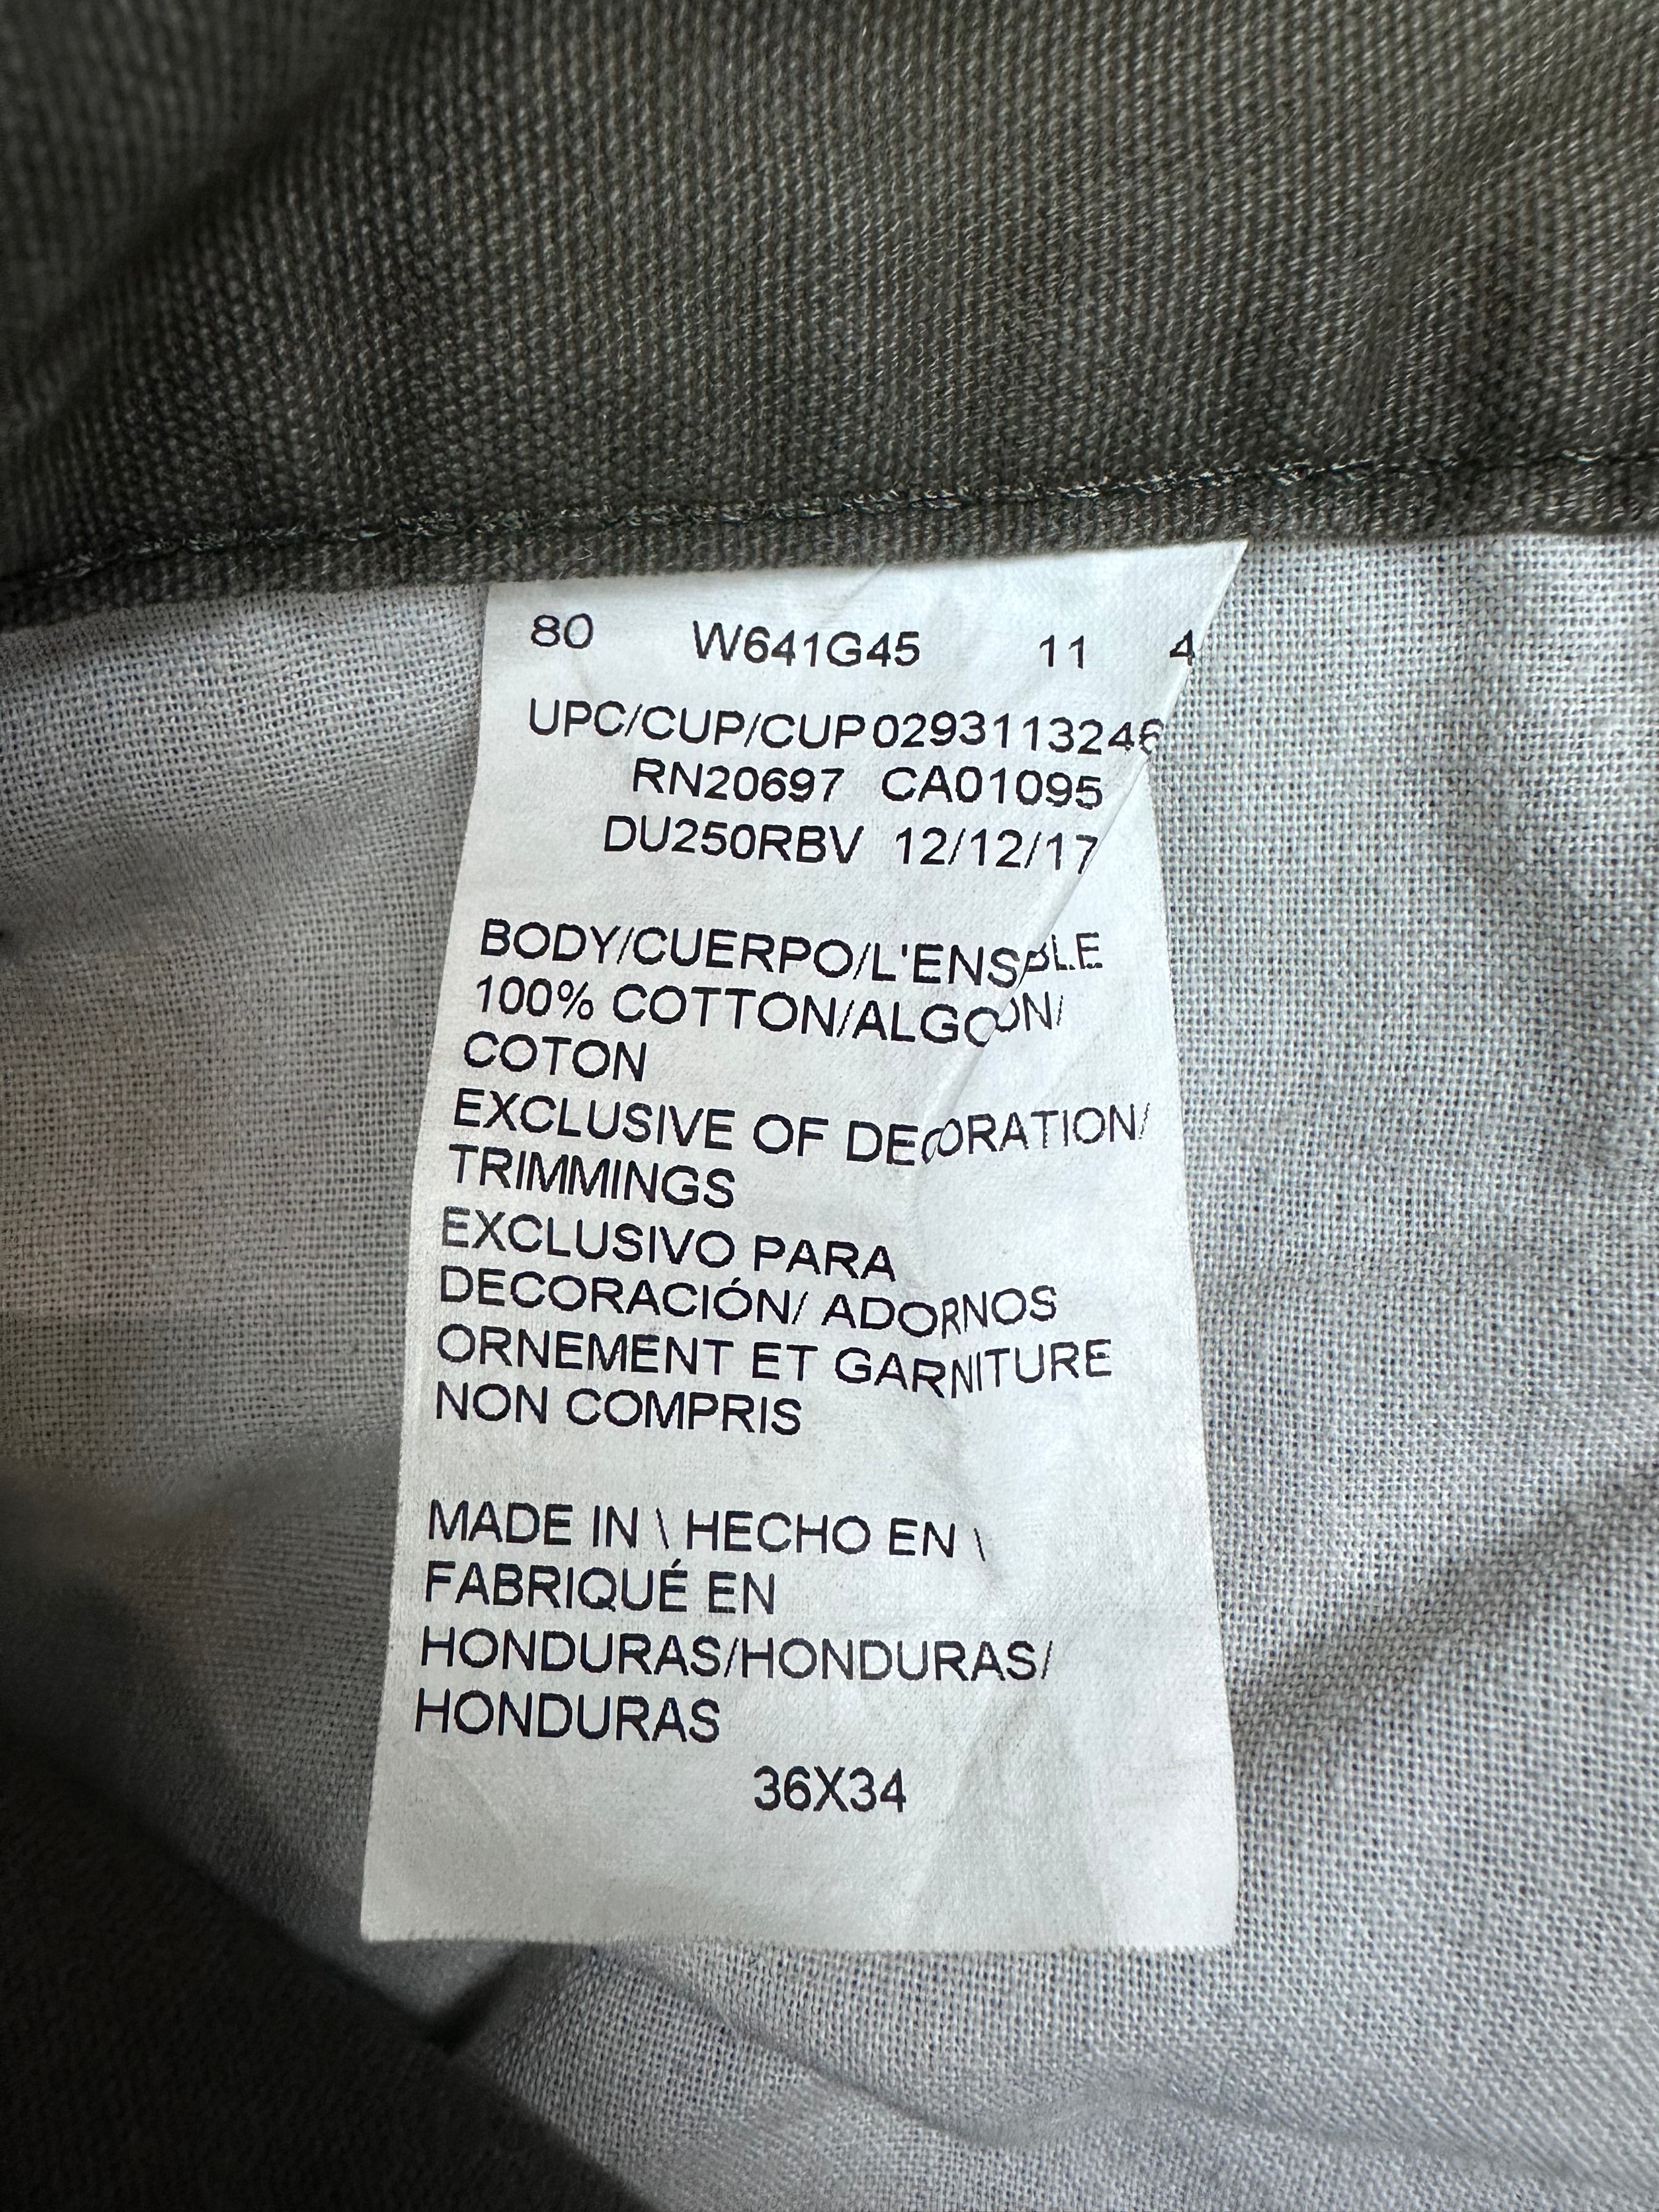 80 W641G45 11 4
UPC/CUP/CUP
RN20697 CA01095
DU250RBV 12/12/17
BODY/CUERPO/
100% COTTON/
COTON
EXCLUSIVE OF DECORATION/
TRIMMINGS
EXCLUSIVO PARA
DECORACIÓN/ ADORNOS
ORNEMENT ET GARNITURE
NON COMPRIS
MADE IN \ HECHO EN \
FABRIQUÉ EN
HONDURAS/HONDURAS/
HONDURAS
36X34